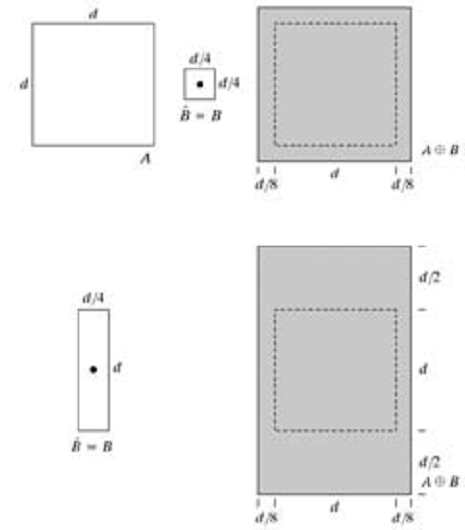 d
d
A
d/4
d/4
B̂ = B
A ⊕ B
d/8
d
d/8
d/4
d
B̂ = B
d/2
d
d/2
A ⊕ B
d/8
d
d/8